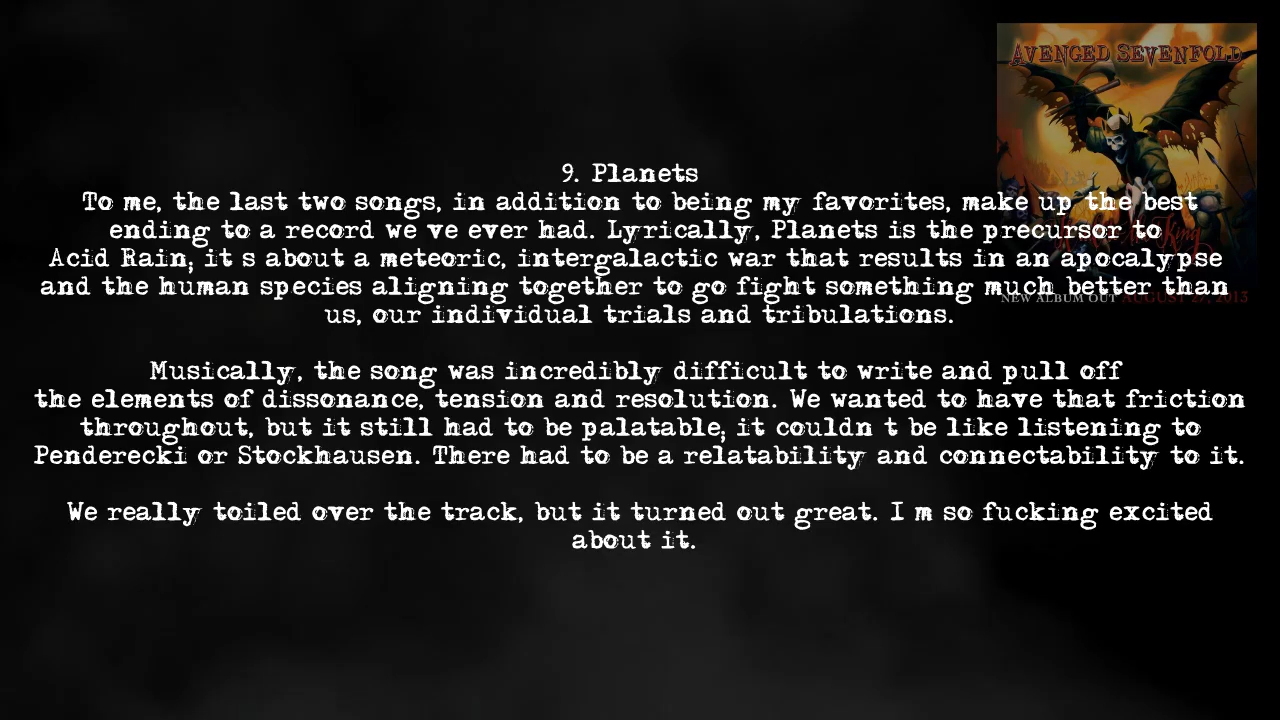 AVENGED SEVENFOLD
9. Planets
To me, the last two songs, in addition to being my favorites, make up the best
ending to a record we ve ever had. Lyrically, Planets is the precursor to
Acid Rain; it s about a meteoric, intergalactic war that results in an apocalypse
and the human species aligning together to go fight something much better than
us, our individual trials and tribulations.
Musically, the song was incredibly difficult to write and pull off
the elements of dissonance, tension and resolution. We wanted to have that friction
throughout, but it still had to be palatable; it couldn t be like listening to
Penderecki or Stockhausen. There had to be a relatability and connectability to it.
We really toiled over the track, but it turned out great. I m so fucking excited
about it.
NEW ALBUM OUT AUGUST 27, 2013